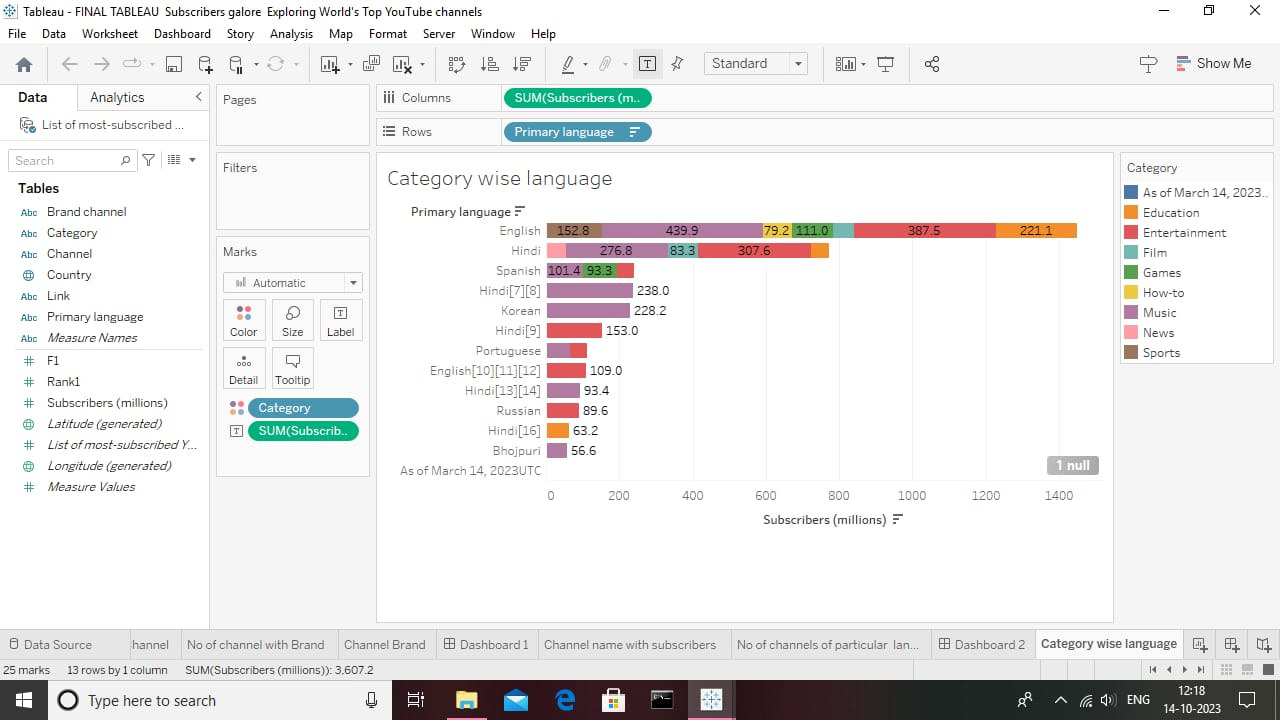 Tableau - FINAL TABLEAU Subscribers galore Exploring World's Top YouTube channels
File Data Worksheet Dashboard Story Analysis Map Format Server Window Help
Standard
Show Me
Data
Analytics
List of most-subscribed ...
Search
Tables
Abc Brand channel
Abc Category
Abc Channel
Country
Abc Link
Abc Primary language
Abc Measure Names
# F1
# Rank1
# Subscribers (millions)
Latitude (generated)
# List of most-subscribed Y...
Longitude (generated)
# Measure Values
Pages
Filters
Marks
Automatic
Color Size Label
Detail Tooltip
Category
SUM(Subscrib..
Columns SUM(Subscribers (m..
Rows Primary language
Category wise language
Primary language
English 152.8 439.9 79.2 111.0 387.5 221.1
Hindi 276.8 83.3 307.6
Spanish 101.4 93.3
Hindi[7][8] 238.0
Korean 228.2
Hindi[9] 153.0
Portuguese
English[10][11][12] 109.0
Hindi[13][14] 93.4
Russian 89.6
Hindi[16] 63.2
Bhojpuri 56.6
As of March 14, 2023UTC
1 null
0 200 400 600 800 1000 1200 1400
Subscribers (millions)
Category
As of March 14, 2023..
Education
Entertainment
Film
Games
How-to
Music
News
Sports
Data Source hannel No of channel with Brand Channel Brand Dashboard 1 Channel name with subscribers No of channels of particular lan... Dashboard 2 Category wise language
25 marks 13 rows by 1 column SUM(Subscribers (millions)): 3,607.2
Type here to search
ENG
12:18
14-10-2023